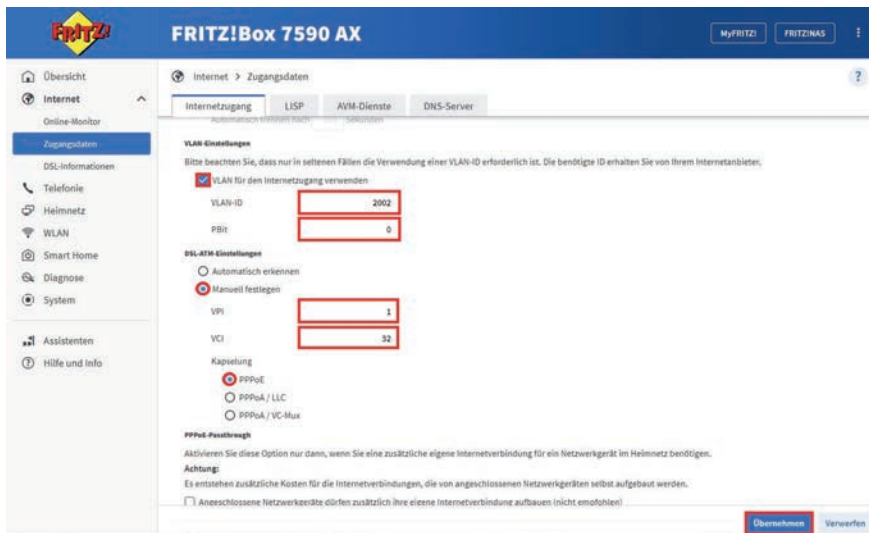 FRITZ!
FRITZ!Box 7590 AX
MyFRITZ!
FRITZ!NAS
Übersicht
Internet
Online-Monitor
Zugangsdaten
DSL-Informationen
Telefonie
Heimnetz
WLAN
Smart Home
Diagnose
System
Assistenten
Hilfe und Info
Internet > Zugangsdaten
?
Internetzugang
LISP
AVM-Dienste
DNS-Server
Automatisch trennen nach
Sekunden
VLAN-Einstellungen
Bitte beachten Sie, dass nur in seltenen Fällen die Verwendung einer VLAN-ID erforderlich ist. Die benötigte ID erhalten Sie von Ihrem Internetanbieter.
VLAN für den Internetzugang verwenden
VLAN-ID 2002
PBit 0
DSL-ATM-Einstellungen
Automatisch erkennen
Manuell festlegen
VPI 1
VCI 32
Kapselung
PPPoE
PPPoA / LLC
PPPoA / VC-Mux
PPPoE-Passthrough
Aktivieren Sie diese Option nur dann, wenn Sie eine zusätzliche eigene Internetverbindung für ein Netzwerkgerät im Heimnetz benötigen.
Achtung:
Es entstehen zusätzliche Kosten für die Internetverbindungen, die von angeschlossenen Netzwerkgeräten selbst aufgebaut werden.
Angeschlossene Netzwerkgeräte dürfen zusätzlich ihre eigene Internetverbindung aufbauen (nicht empfohlen)
Übernehmen
Verwerfen